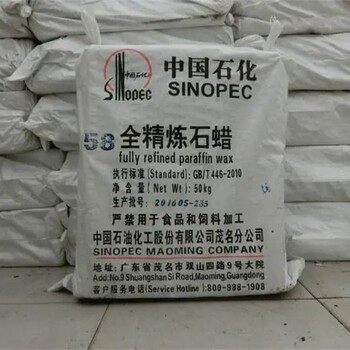 中国石化
SINOPEC
中国石化
SINOPEC
58 全精炼石蜡
fully refined paraffin wax
执行标准(Standard): GB/T446-2010
净 含 量(Net Wt): 50kg
生产批号: 201605-235
严禁用于食品和饲料加工
中国石油化工股份有限公司茂名分公司
SINOPEC MAOMING COMPANY
地址: 广东省茂名市双山四路9号大院
Add:No.9 Shuangshan Si Road, Maoming, Guangdong
客户服务电话(Service Hotline): 800-988-1908